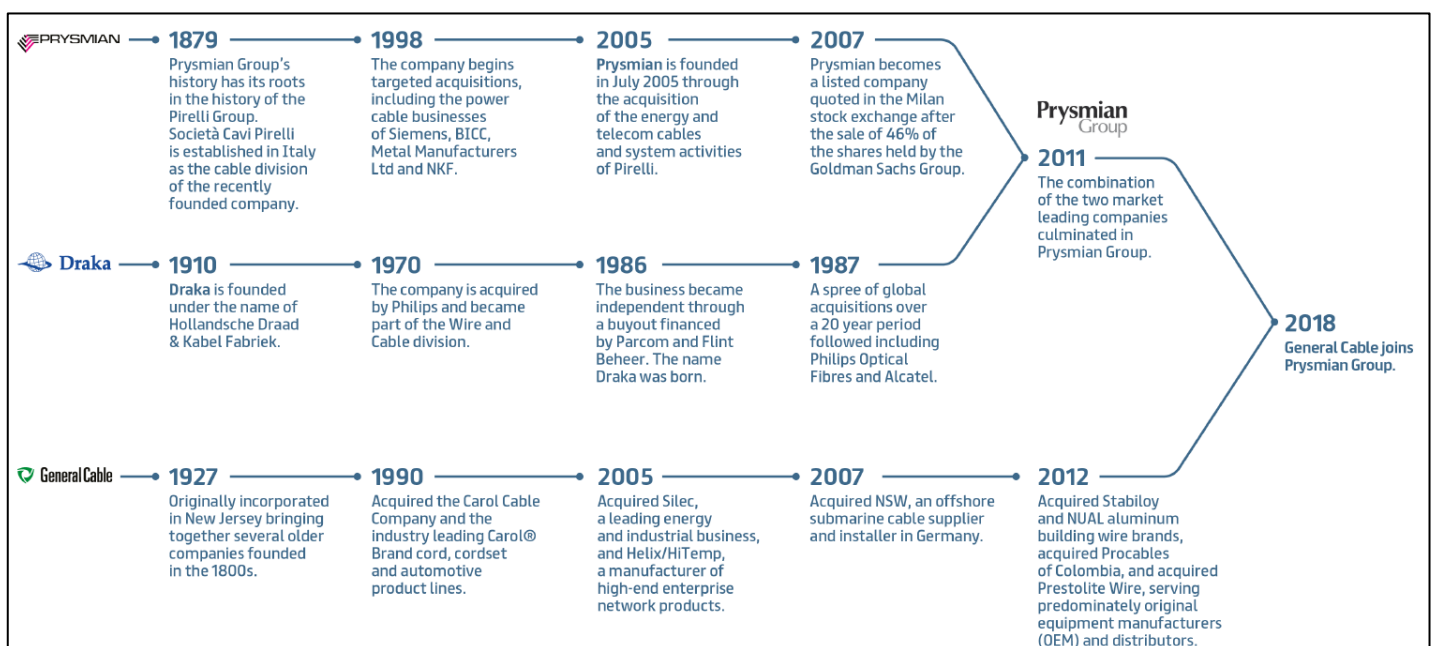 PRYSMIAN
1879
Prysmian Group's
history has its roots
in the history of the
Pirelli Group.
Società Cavi Pirelli
is established in Italy
as the cable division
of the recently
founded company.
1998
The company begins
targeted acquisitions,
including the power
cable businesses
of Siemens, BICC,
Metal Manufacturers
Ltd and NKF.
2005
Prysmian is founded
in July 2005 through
the acquisition
of the energy and
telecom cables
and system activities
of Pirelli.
2007
Prysmian becomes
a listed company
quoted in the Milan
stock exchange after
the sale of 46% of
the shares held by the
Goldman Sachs Group.
Prysmian
Group
2011
The combination
of the two market
leading companies
culminated in
Prysmian Group.
Draka
1910
Draka is founded
under the name of
Hollandsche Draad
& Kabel Fabriek.
1970
The company is acquired
by Philips and became
part of the Wire and
Cable division.
1986
The business became
independent through
a buyout financed
by Parcom and Flint
Beheer. The name
Draka was born.
1987
A spree of global
acquisitions over
a 20 year period
followed including
Philips Optical
Fibres and Alcatel.
2018
General Cable joins
Prysmian Group.
General Cable
1927
Originally incorporated
in New Jersey bringing
together several older
companies founded
in the 1800s.
1990
Acquired the Carol Cable
Company and the
industry leading Carol®
Brand cord, cordset
and automotive
product lines.
2005
Acquired Silec,
a leading energy
and industrial business,
and Helix/HiTemp,
a manufacturer of
high-end enterprise
network products.
2007
Acquired NSW, an offshore
submarine cable supplier
and installer in Germany.
2012
Acquired Stabiloy
and NUAL aluminum
building wire brands,
acquired Procables
of Colombia, and acquired
Prestolite Wire, serving
predominately original
equipment manufacturers
(OEM) and distributors.